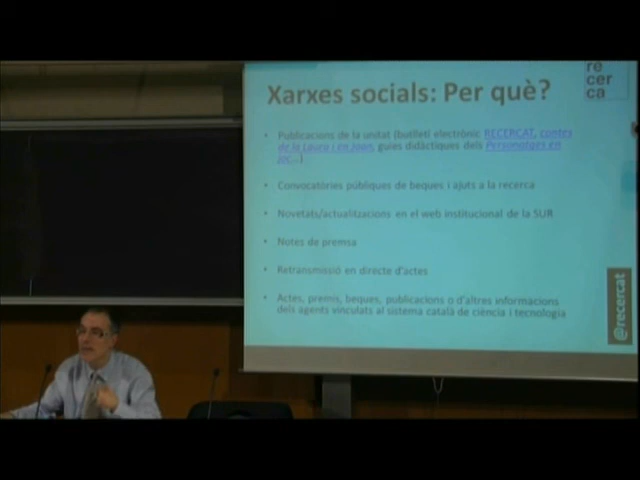 re
cer
ca
Xarxes socials: Per què?
• Publicacions de la unitat (butlletí electrònic RECERCAT, contes
de la Laura i en Joan, guies didàctiques dels Personatges en
joc...)
• Convocatòries públiques de beques i ajuts a la recerca
• Novetats/actualitzacions en el web institucional de la SUR
• Notes de premsa
• Retransmissió en directe d'actes
• Actes, premis, beques, publicacions o d'altres informacions
dels agents vinculats al sistema català de ciència i tecnologia
@recercat